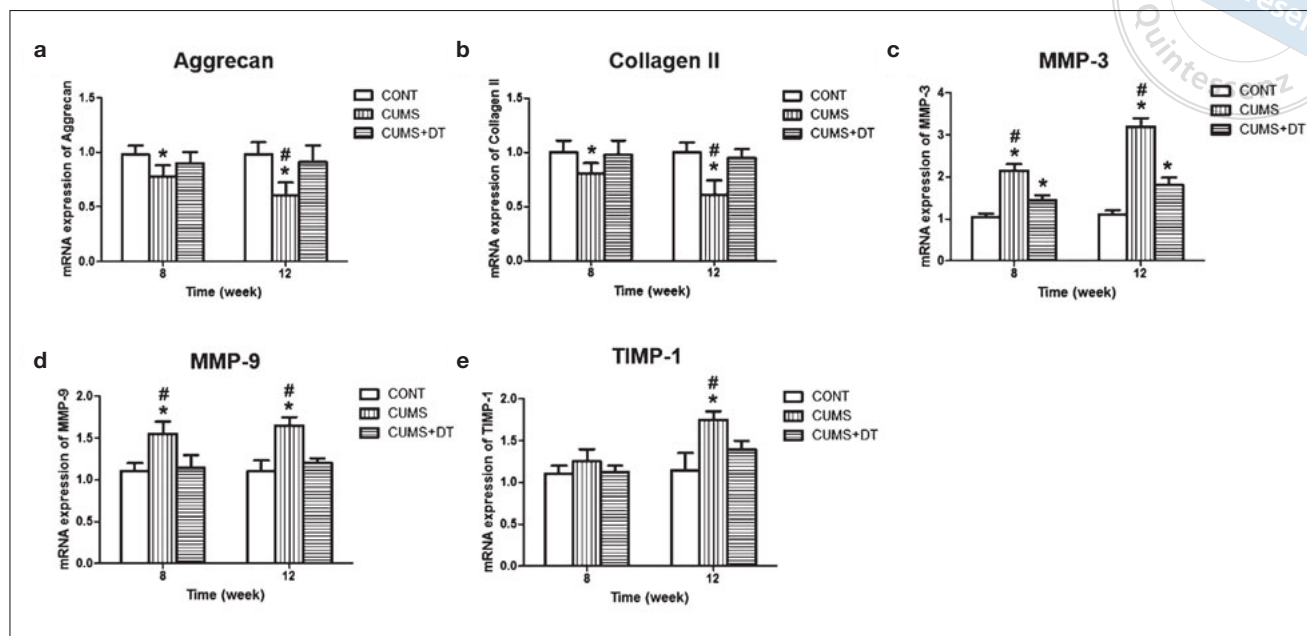 Quintessenz
a
Aggrecan
mRNA expression of Aggrecan
1.5
1.0
0.5
0.0
*
#
*
8
12
Time (week)
CONT
CUMS
CUMS+DT
b
Collagen II
mRNA expression of Collagen II
1.5
1.0
0.5
0.0
*
#
*
8
12
Time (week)
CONT
CUMS
CUMS+DT
c
MMP-3
mRNA expression of MMP-3
4
3
2
1
0
#
*
*
#
*
*
8
12
Time (week)
CONT
CUMS
CUMS+DT
d
MMP-9
mRNA expression of MMP-9
2.0
1.5
1.0
0.5
0.0
#
*
#
*
8
12
Time (week)
CONT
CUMS
CUMS+DT
e
TIMP-1
mRNA expression of TIMP-1
2.0
1.5
1.0
0.5
0.0
#
*
8
12
Time (week)
CONT
CUMS
CUMS+DT